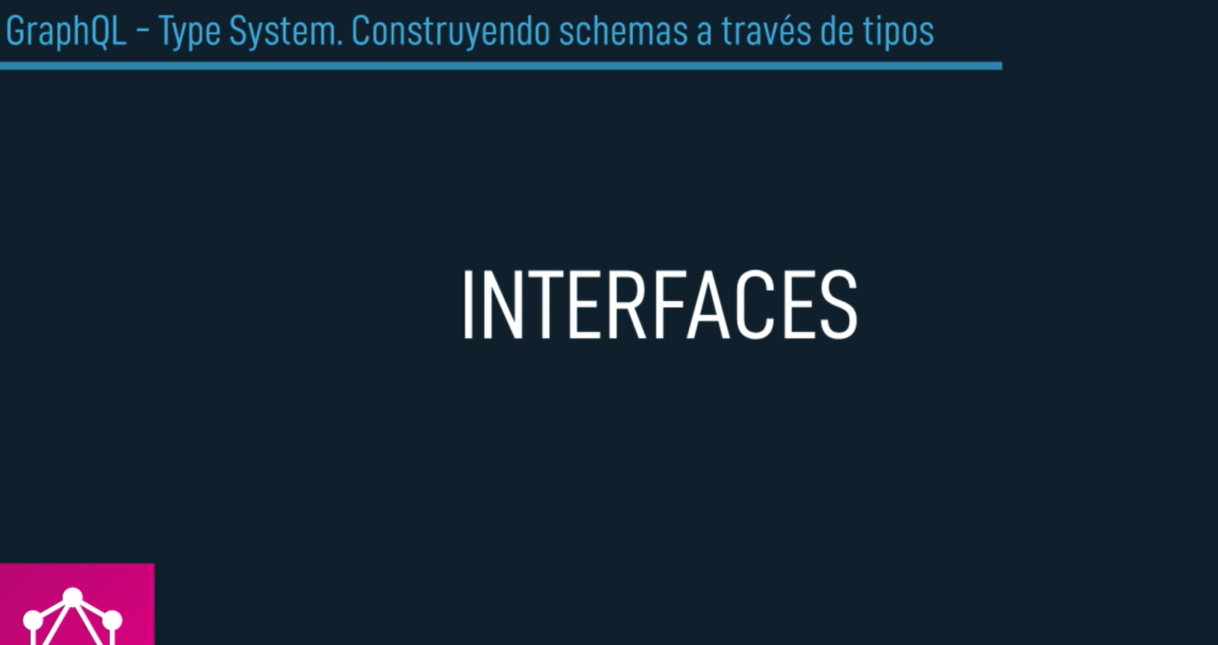 GraphQL - Type System. Construyendo schemas a través de tipos
INTERFACES